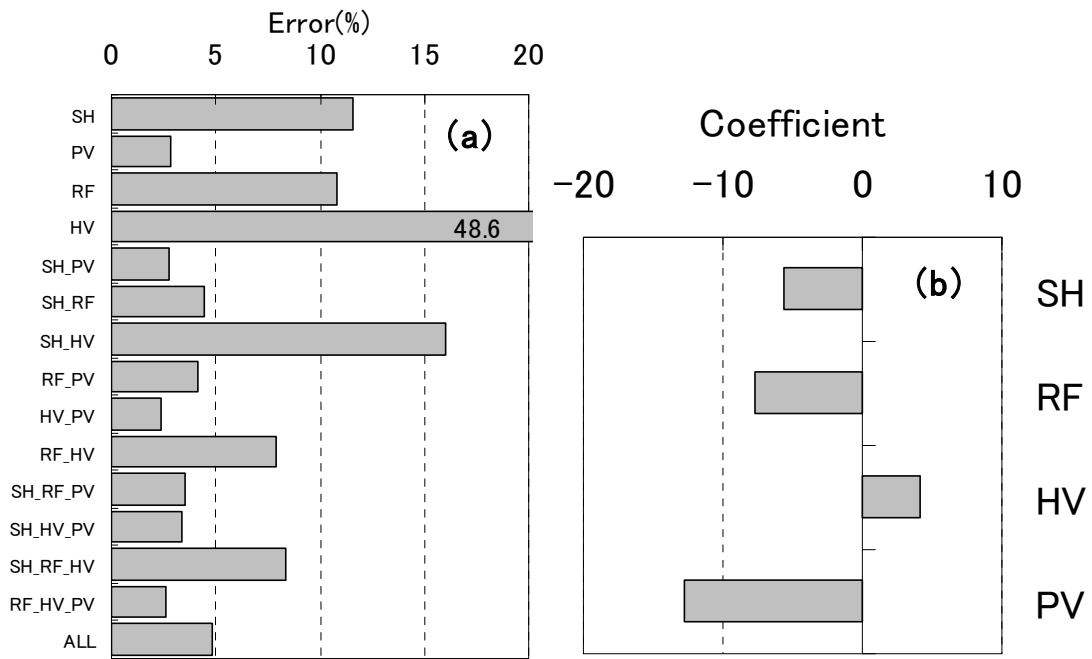 Error(%)
0 5 10 15 20
SH
PV
RF
HV
SH_PV
SH_RF
SH_HV
RF_PV
HV_PV
RF_HV
SH_RF_PV
SH_HV_PV
SH_RF_HV
RF_HV_PV
ALL
(a)
48.6
Coefficient
-20 -10 0 10
(b)
SH
RF
HV
PV